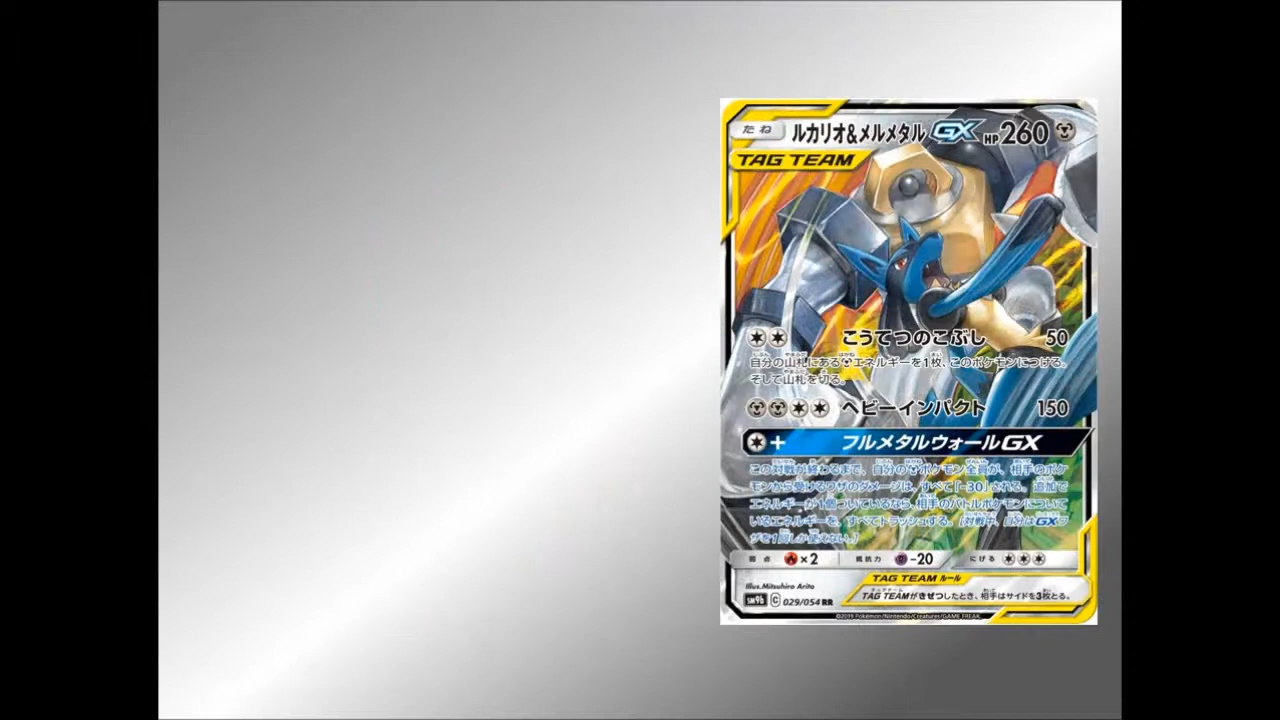 たね ルカリオ&メルメタルGX HP260
TAG TEAM
こうてつのこぶし 50
自分の山札にあるエネルギーを1枚、このポケモンにつける。
そして山札を切る。
ヘビーインパクト 150
+ フルメタルウォールGX
この対戦が終わるまで、自分のポケモン全員が、相手のポケ
モンから受けるワザのダメージは、すべて「-30」される。追加で
エネルギーが1個ついているなら、相手のバトルポケモンについて
いるエネルギーを、すべてトラッシュする。[対戦中、自分はGXワ
ザを1回しか使えない。]
弱点 ×2 抵抗力 -20 にげる
TAG TEAM ルール
Illus.Mitsuhiro Arita
TAG TEAMがきぜつしたとき、相手はサイドを3枚とる。
SM9b C 029/054 RR
©2019 Pokémon/Nintendo/Creatures/GAME FREAK.